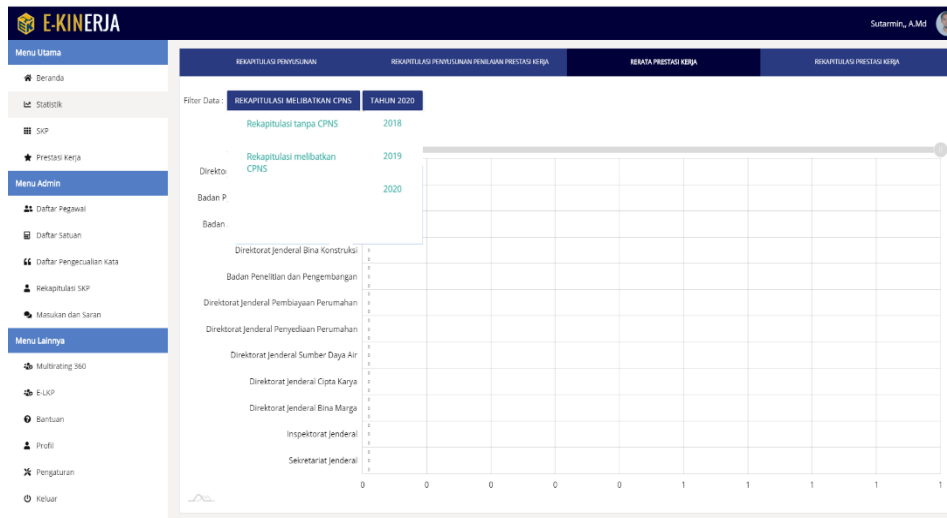 E-KINERJA
Sutarmin,, A.Md
Menu Utama
Beranda
Statistik
SKP
Prestasi Kerja
Menu Admin
Daftar Pegawai
Daftar Satuan
Daftar Pengecualian Kata
Rekapitulasi SKP
Masukan dan Saran
Menu Lainnya
Multirating 360
E-LKP
Bantuan
Profil
Pengaturan
Keluar
REKAPITULASI PENYUSUNAN
REKAPITULASI PENYUSUNAN PENILAIAN PRESTASI KERJA
RERATA PRESTASI KERJA
REKAPITULASI PRESTASI KERJA
Filter Data :
REKAPITULASI MELIBATKAN CPNS
TAHUN 2020
Rekapitulasi tanpa CPNS
Rekapitulasi melibatkan
CPNS
2018
2019
2020
Badan P
Badan
Direktorat Jenderal Bina Konstruksi
Badan Penelitian dan Pengembangan
Direktorat Jenderal Pembiayaan Perumahan
Direktorat Jenderal Penyediaan Perumahan
Direktorat Jenderal Sumber Daya Air
Direktorat Jenderal Cipta Karya
Direktorat Jenderal Bina Marga
Inspektorat Jenderal
Sekretariat Jenderal
0 0 0 0 0 1 1 1 1 1